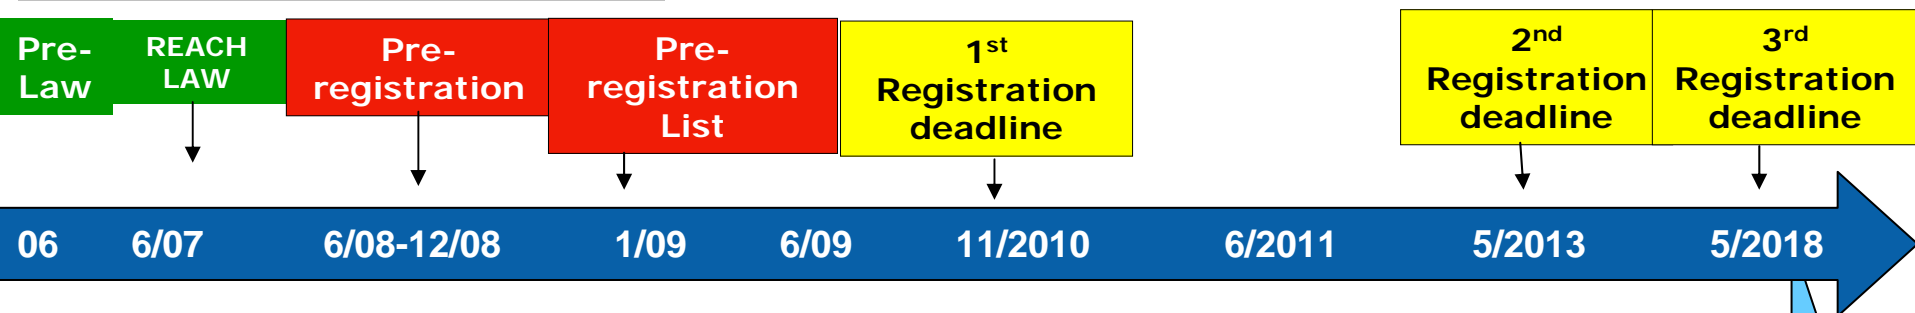 Pre-
Law
REACH
LAW
Pre-
registration
Pre-
registration
List
1st
Registration
deadline
2nd
Registration
deadline
3rd
Registration
deadline
06 6/07 6/08-12/08 1/09 6/09 11/2010 6/2011 5/2013 5/2018